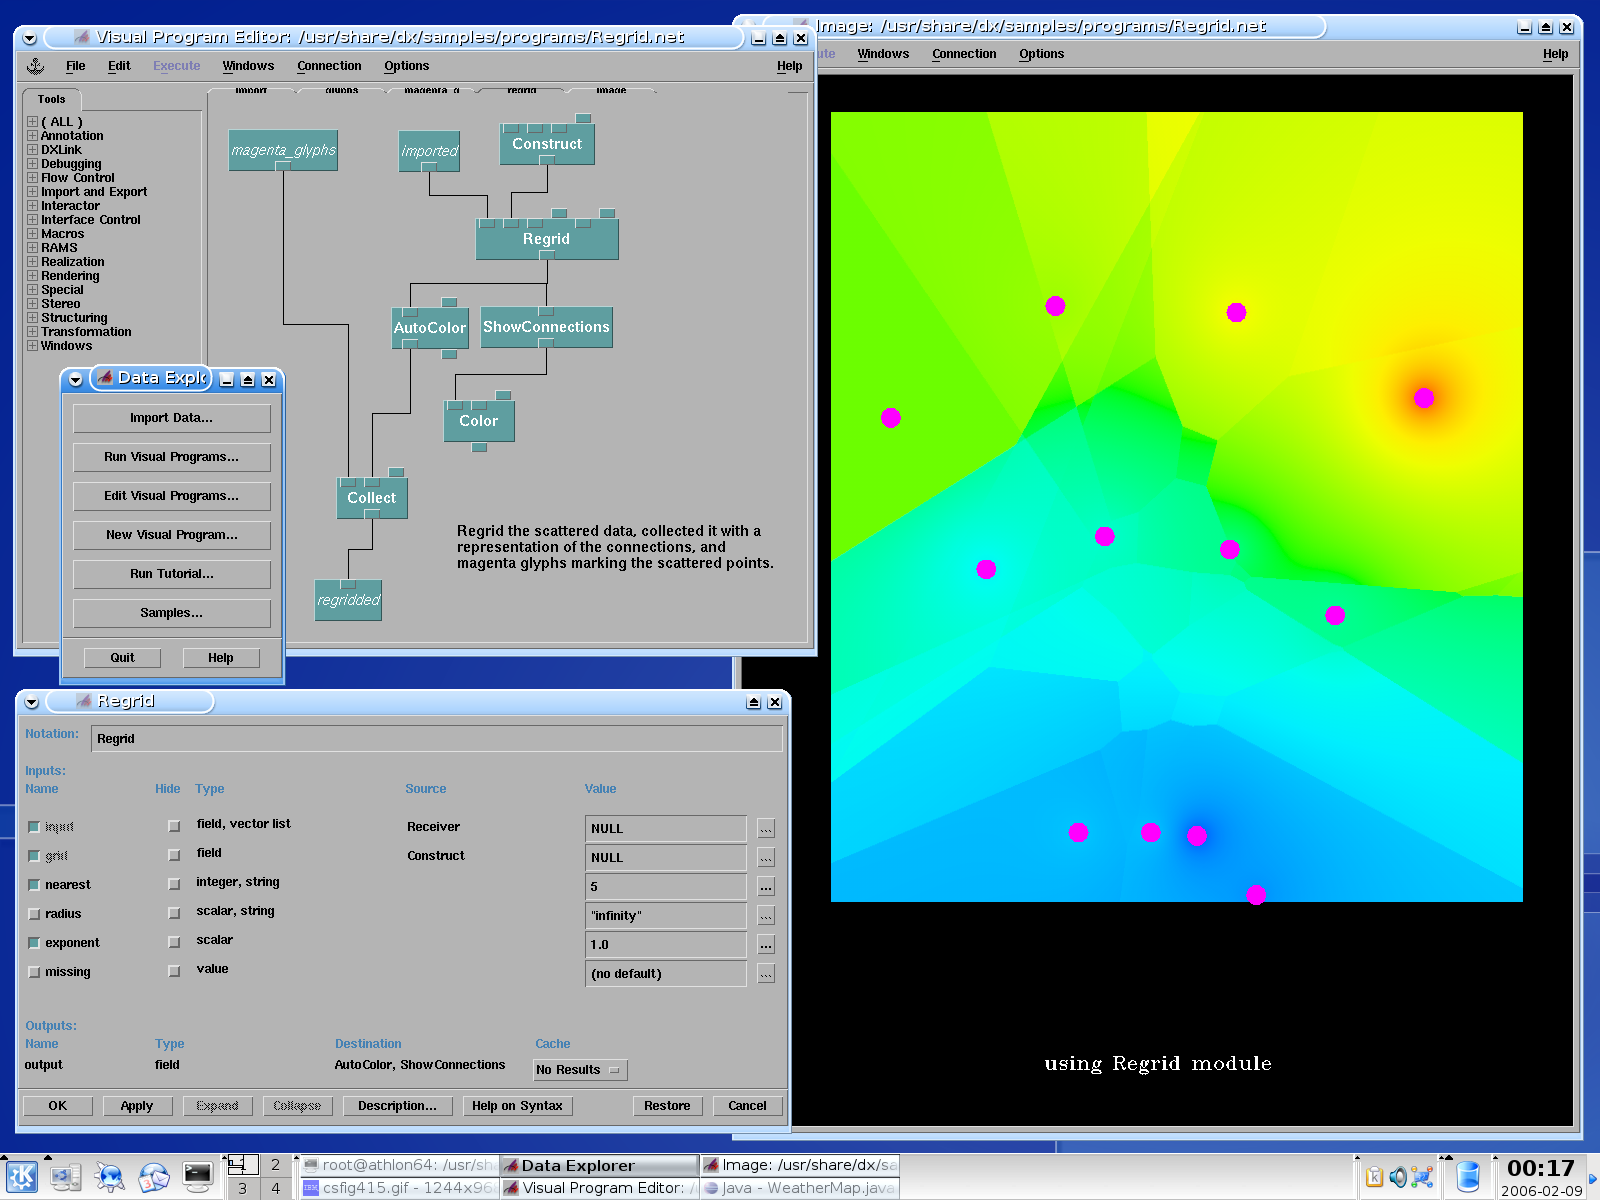 Visual Program Editor: /usr/share/dx/samples/programs/Regrid.net
File Edit Execute Windows Connection Options Help
Tools
( ALL )
Annotation
DXLink
Debugging
Flow Control
Import and Export
Interactor
Interface Control
Macros
RAMS
Realization
Rendering
Special
Stereo
Structuring
Transformation
Windows
import glyphs magenta_g regrid image
magenta_glyphs
imported
Construct
Regrid
AutoColor
ShowConnections
Color
Collect
regridded
Regrid the scattered data, collected it with a
representation of the connections, and
magenta glyphs marking the scattered points.
Data Explo
Import Data...
Run Visual Programs...
Edit Visual Programs...
New Visual Program...
Run Tutorial...
Samples...
Quit Help
Image: /usr/share/dx/samples/programs/Regrid.net
ute Windows Connection Options Help
using Regrid module
Regrid
Notation: Regrid
Inputs:
Name Hide Type Source Value
input field, vector list Receiver NULL ...
grid field Construct NULL ...
nearest integer, string 5 ...
radius scalar, string "infinity" ...
exponent scalar 1.0 ...
missing value (no default) ...
Outputs:
Name Type Destination Cache
output field AutoColor, ShowConnections No Results
OK Apply Expand Collapse Description... Help on Syntax Restore Cancel
1 2 root@athlon64: /usr/sha Data Explorer Image: /usr/share/dx/sa 00:17
3 4 csfig415.gif - 1244x96 Visual Program Editor: / Java - WeatherMap.java 2006-02-09